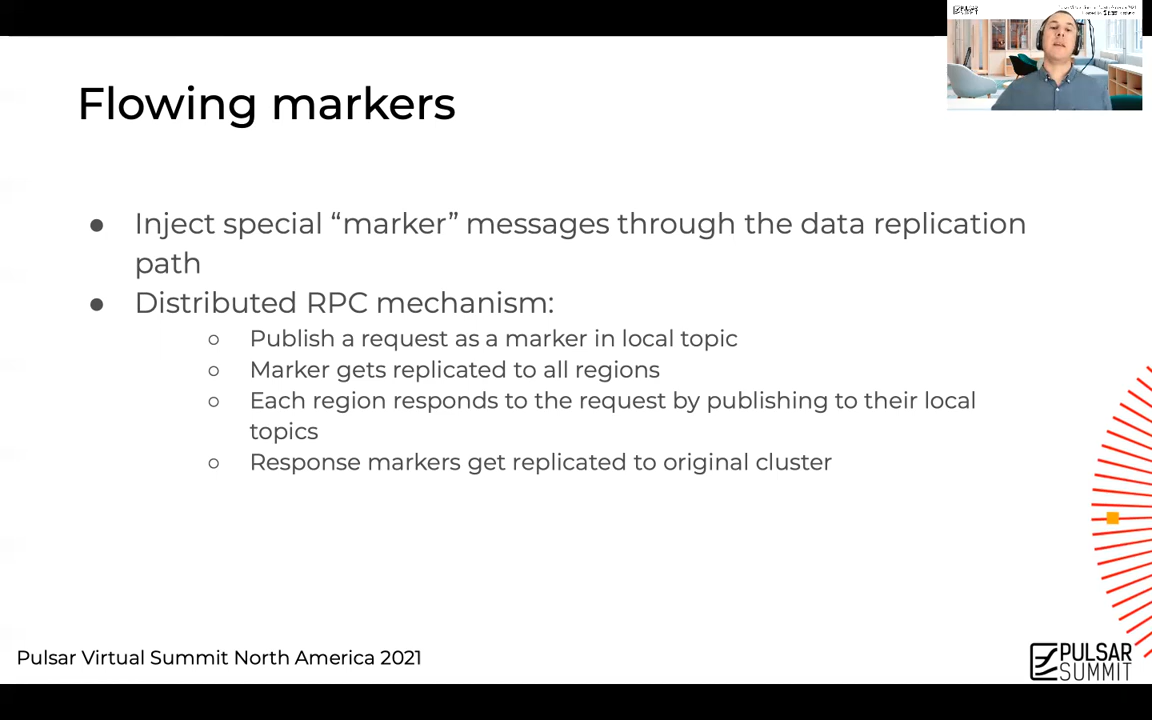 Flowing markers
● Inject special “marker” messages through the data replication
path
● Distributed RPC mechanism:
○ Publish a request as a marker in local topic
○ Marker gets replicated to all regions
○ Each region responds to the request by publishing to their local
topics
○ Response markers get replicated to original cluster
Pulsar Virtual Summit North America 2021
PULSAR
SUMMIT